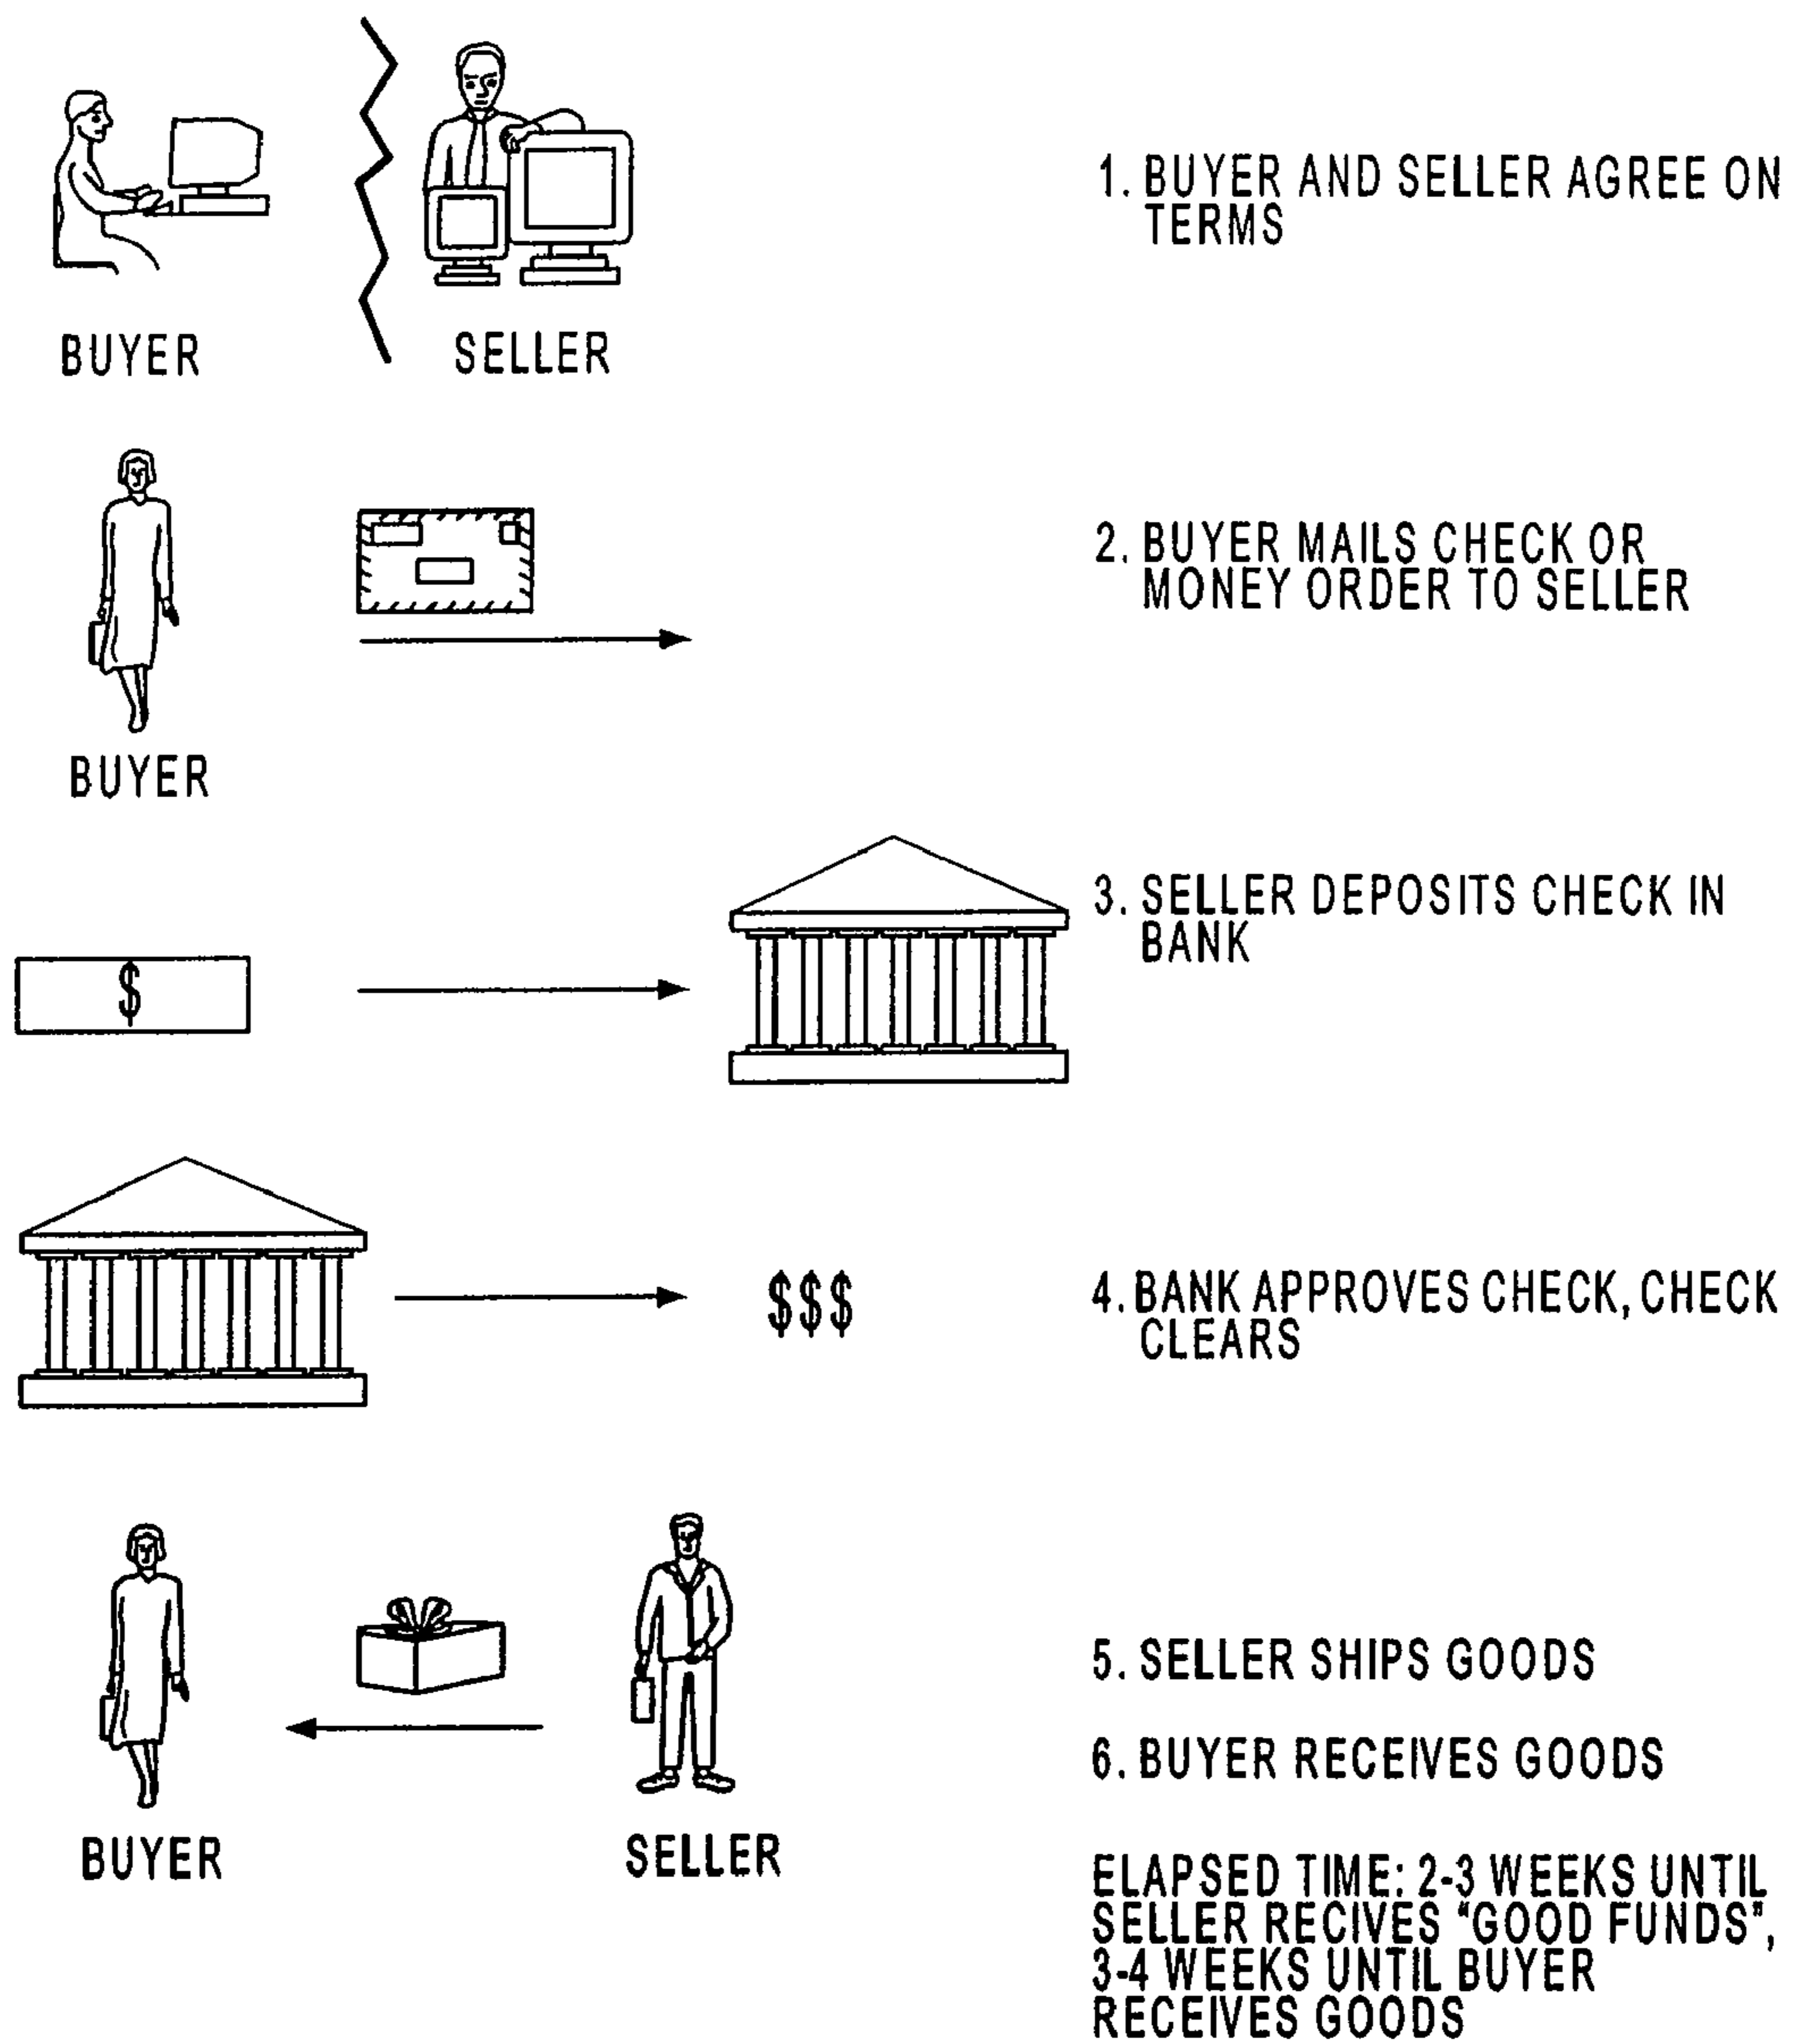 BUYER
SELLER
1. BUYER AND SELLER AGREE ON
TERMS
2. BUYER MAILS CHECK OR
MONEY ORDER TO SELLER
BUYER
3. SELLER DEPOSITS CHECK IN
BANK
$
$$$
4. BANK APPROVES CHECK, CHECK
CLEARS
5. SELLER SHIPS GOODS
6. BUYER RECEIVES GOODS
BUYER
SELLER
ELAPSED TIME: 2-3 WEEKS UNTIL
SELLER RECIVES "GOOD FUNDS",
3-4 WEEKS UNTIL BUYER
RECEIVES GOODS